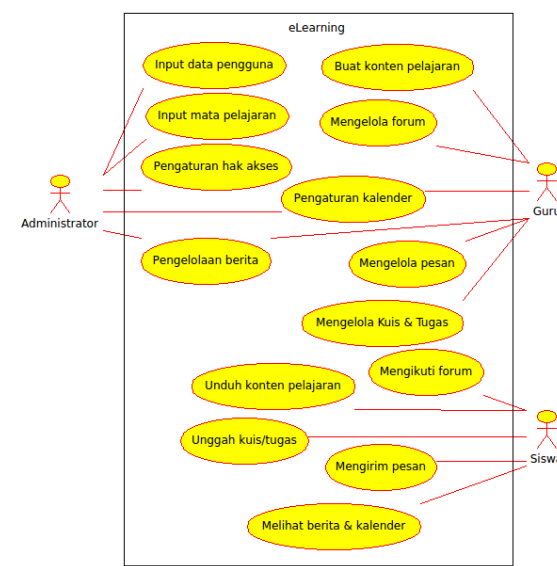 eLearning
Input data pengguna
Buat konten pelajaran
Input mata pelajaran
Mengelola forum
Pengaturan hak akses
Pengaturan kalender
Administrator
Guru
Pengelolaan berita
Mengelola pesan
Mengelola Kuis & Tugas
Mengikuti forum
Unduh konten pelajaran
Unggah kuis/tugas
Siswa
Mengirim pesan
Melihat berita & kalender